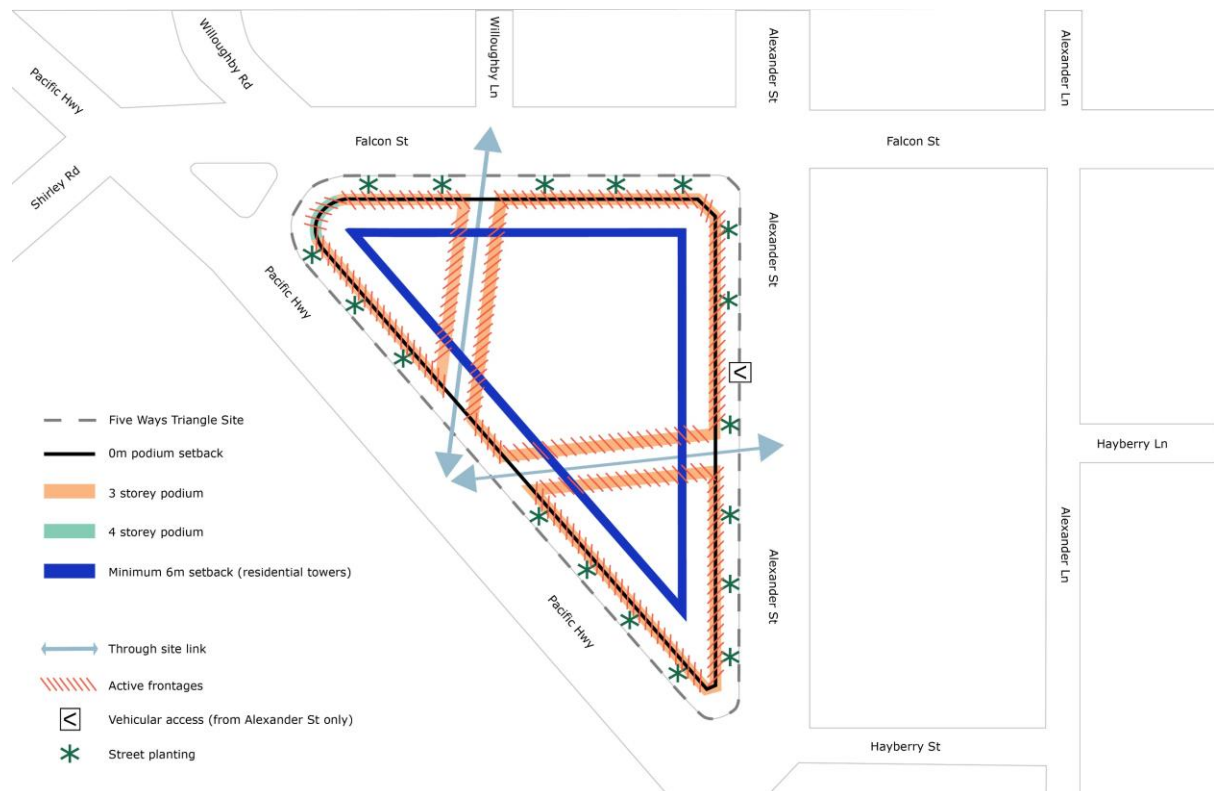 Pacific Hwy
Willoughby Rd
Willoughby Ln
Alexander St
Alexander Ln
Falcon St
Falcon St
Shirley Rd
Alexander St
Pacific Hwy
V
Five Ways Triangle Site
0m podium setback
Hayberry Ln
3 storey podium
4 storey podium
Alexander Ln
Minimum 6m setback (residential towers)
Alexander St
Pacific Hwy
Through site link
Active frontages
V
Vehicular access (from Alexander St only)
Hayberry St
Street planting